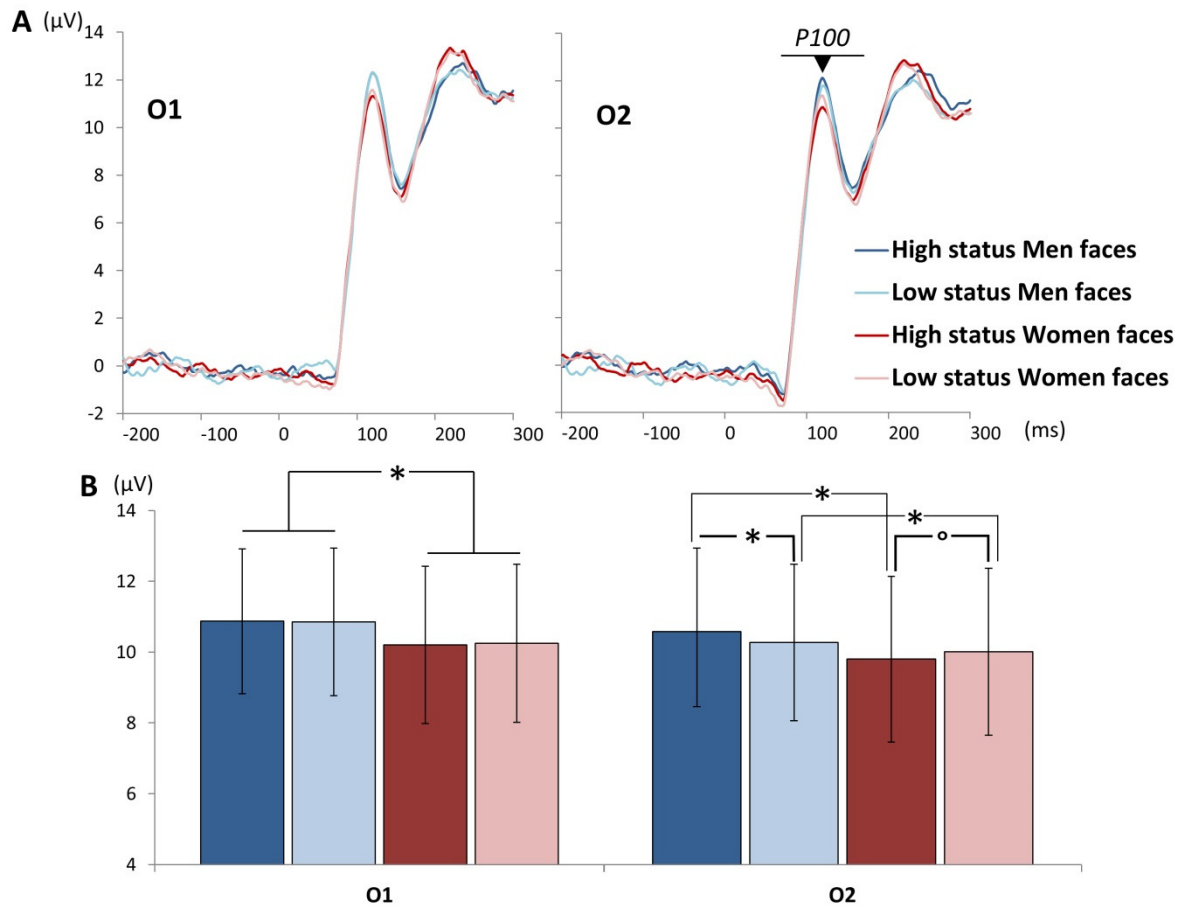 A (μV)
14
12
10
8
6
4
2
0
-2
-200 -100 0 100 200 300
O1
P100
O2
-200 -100 0 100 200 300 (ms)
High status Men faces
Low status Men faces
High status Women faces
Low status Women faces
B (μV)
14
12
10
8
6
4
*
* * * °
O1 O2